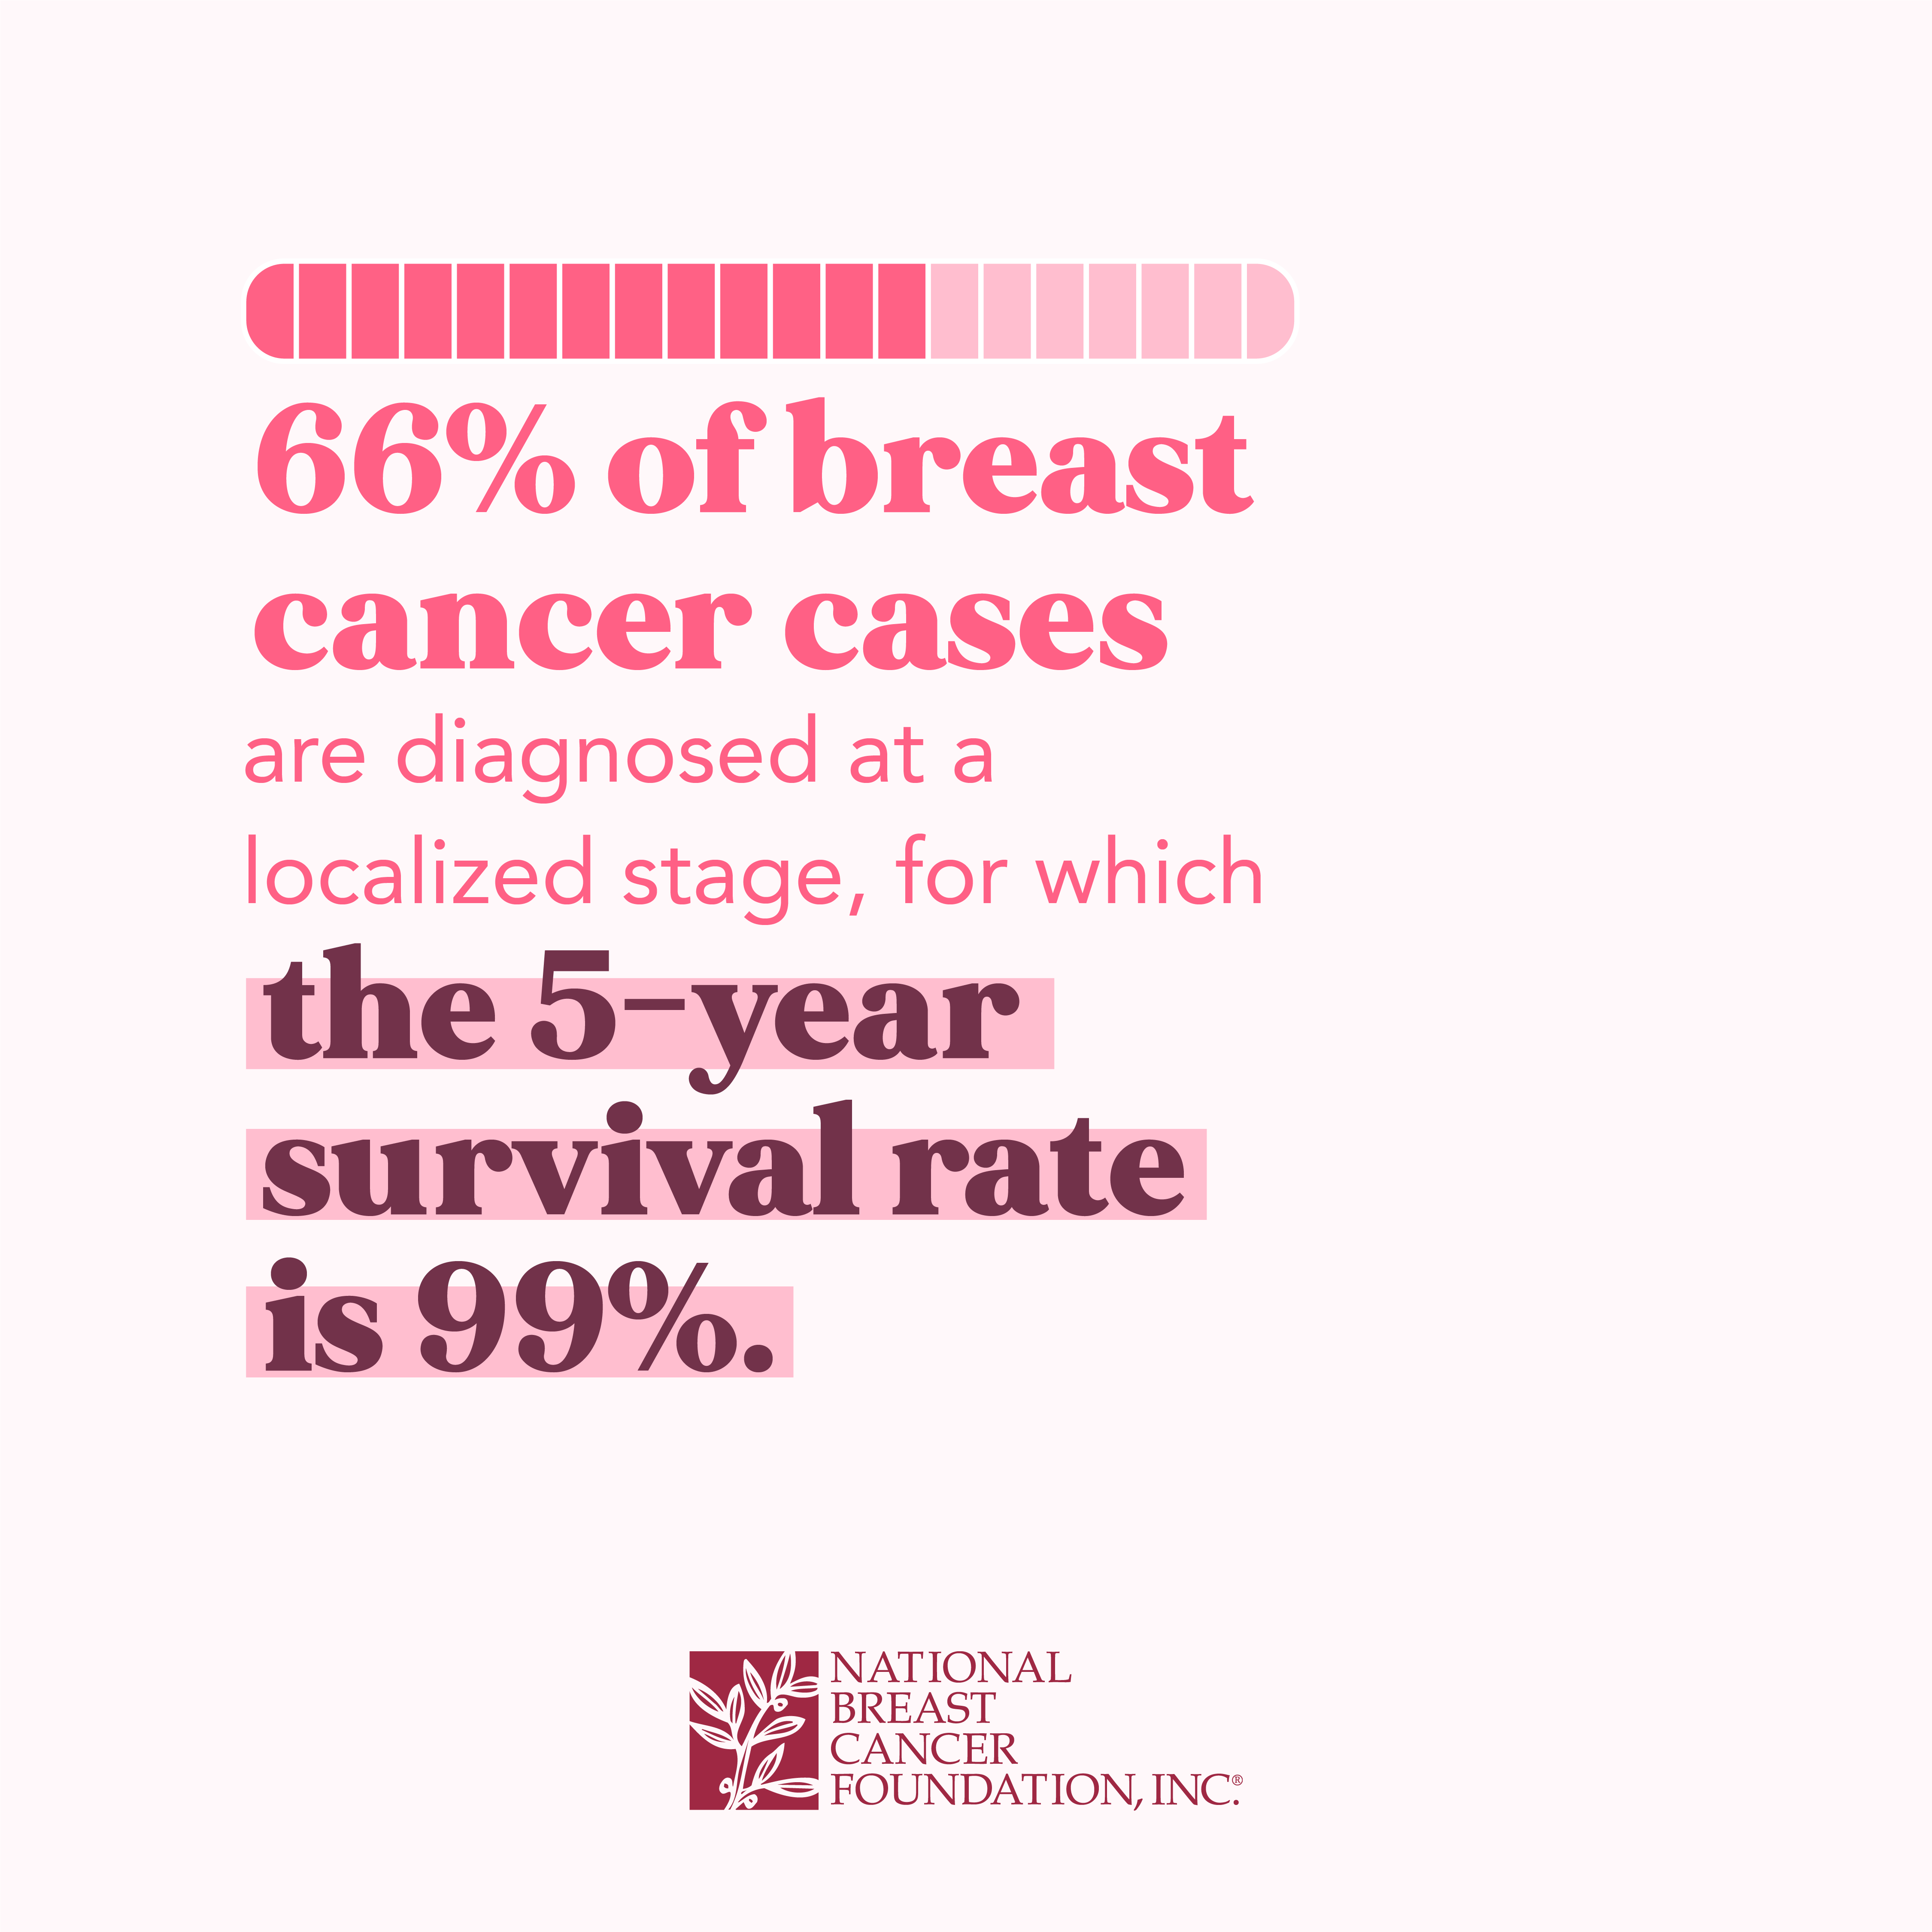 66% of breast
cancer cases
are diagnosed at a
localized stage, for which
the 5-year
survival rate
is 99%.
NATIONAL
BREAST
CANCER
FOUNDATION, INC.®